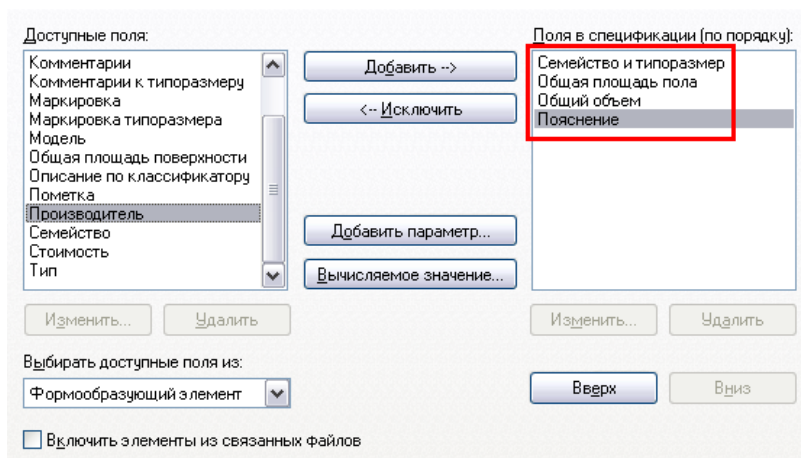 Доступные поля:
Комментарии
Комментарии к типоразмеру
Маркировка
Маркировка типоразмера
Модель
Общая площадь поверхности
Описание по классификатору
Пометка
Производитель
Семейство
Стоимость
Тип
Изменить...
Удалить
Выбирать доступные поля из:
Формообразующий элемент
Включить элементы из связанных файлов
Добавить -->
<-- Исключить
Добавить параметр...
Вычисляемое значение...
Поля в спецификации (по порядку):
Семейство и типоразмер
Общая площадь пола
Общий объем
Пояснение
Изменить...
Удалить
Вверх
Вниз